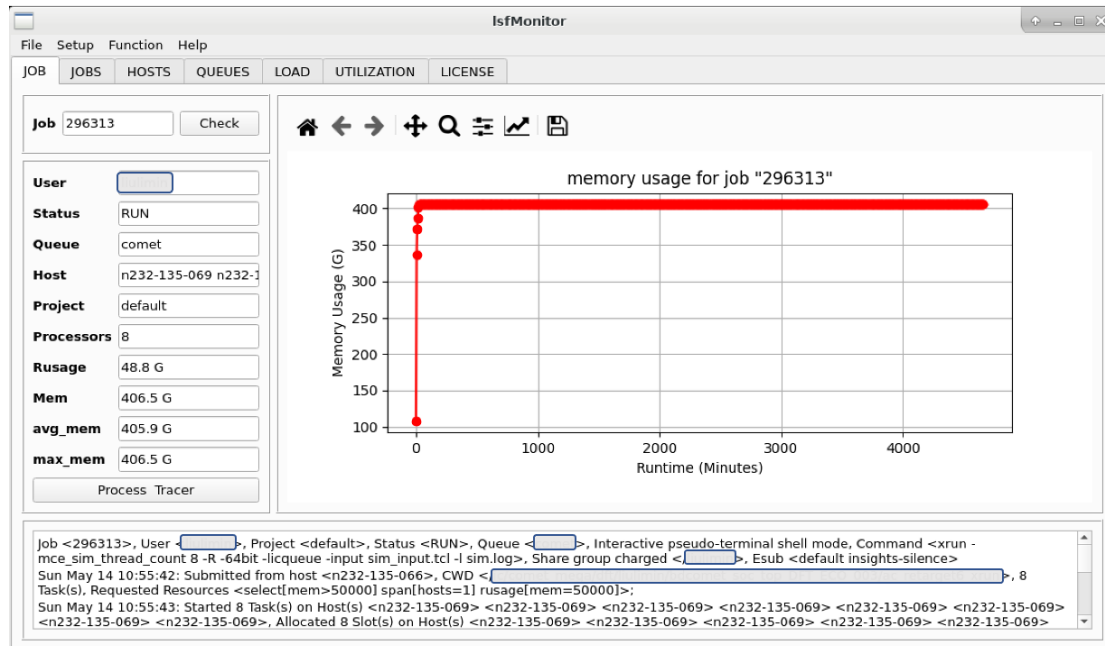 lsfMonitor
File Setup Function Help
JOB JOBS HOSTS QUEUES LOAD UTILIZATION LICENSE
Job 296313 Check
User
Status RUN
Queue comet
Host n232-135-069 n232-1
Project default
Processors 8
Rusage 48.8 G
Mem 406.5 G
avg_mem 405.9 G
max_mem 406.5 G
Process Tracer
memory usage for job "296313"
Memory Usage (G)
400
350
300
250
200
150
100
0 1000 2000 3000 4000
Runtime (Minutes)
Job <296313>, User < >, Project <default>, Status <RUN>, Queue < >, Interactive pseudo-terminal shell mode, Command <xrun -
mce_sim_thread_count 8 -R -64bit -licqueue -input sim_input.tcl -l sim.log>, Share group charged </ >, Esub <default insights-silence>
Sun May 14 10:55:42: Submitted from host <n232-135-066>, CWD </ >, 8
Task(s), Requested Resources <select[mem>50000] span[hosts=1] rusage[mem=50000]>;
Sun May 14 10:55:43: Started 8 Task(s) on Host(s) <n232-135-069> <n232-135-069> <n232-135-069> <n232-135-069> <n232-135-069> <n232-135-069>
<n232-135-069> <n232-135-069>, Allocated 8 Slot(s) on Host(s) <n232-135-069> <n232-135-069> <n232-135-069> <n232-135-069> <n232-135-069>